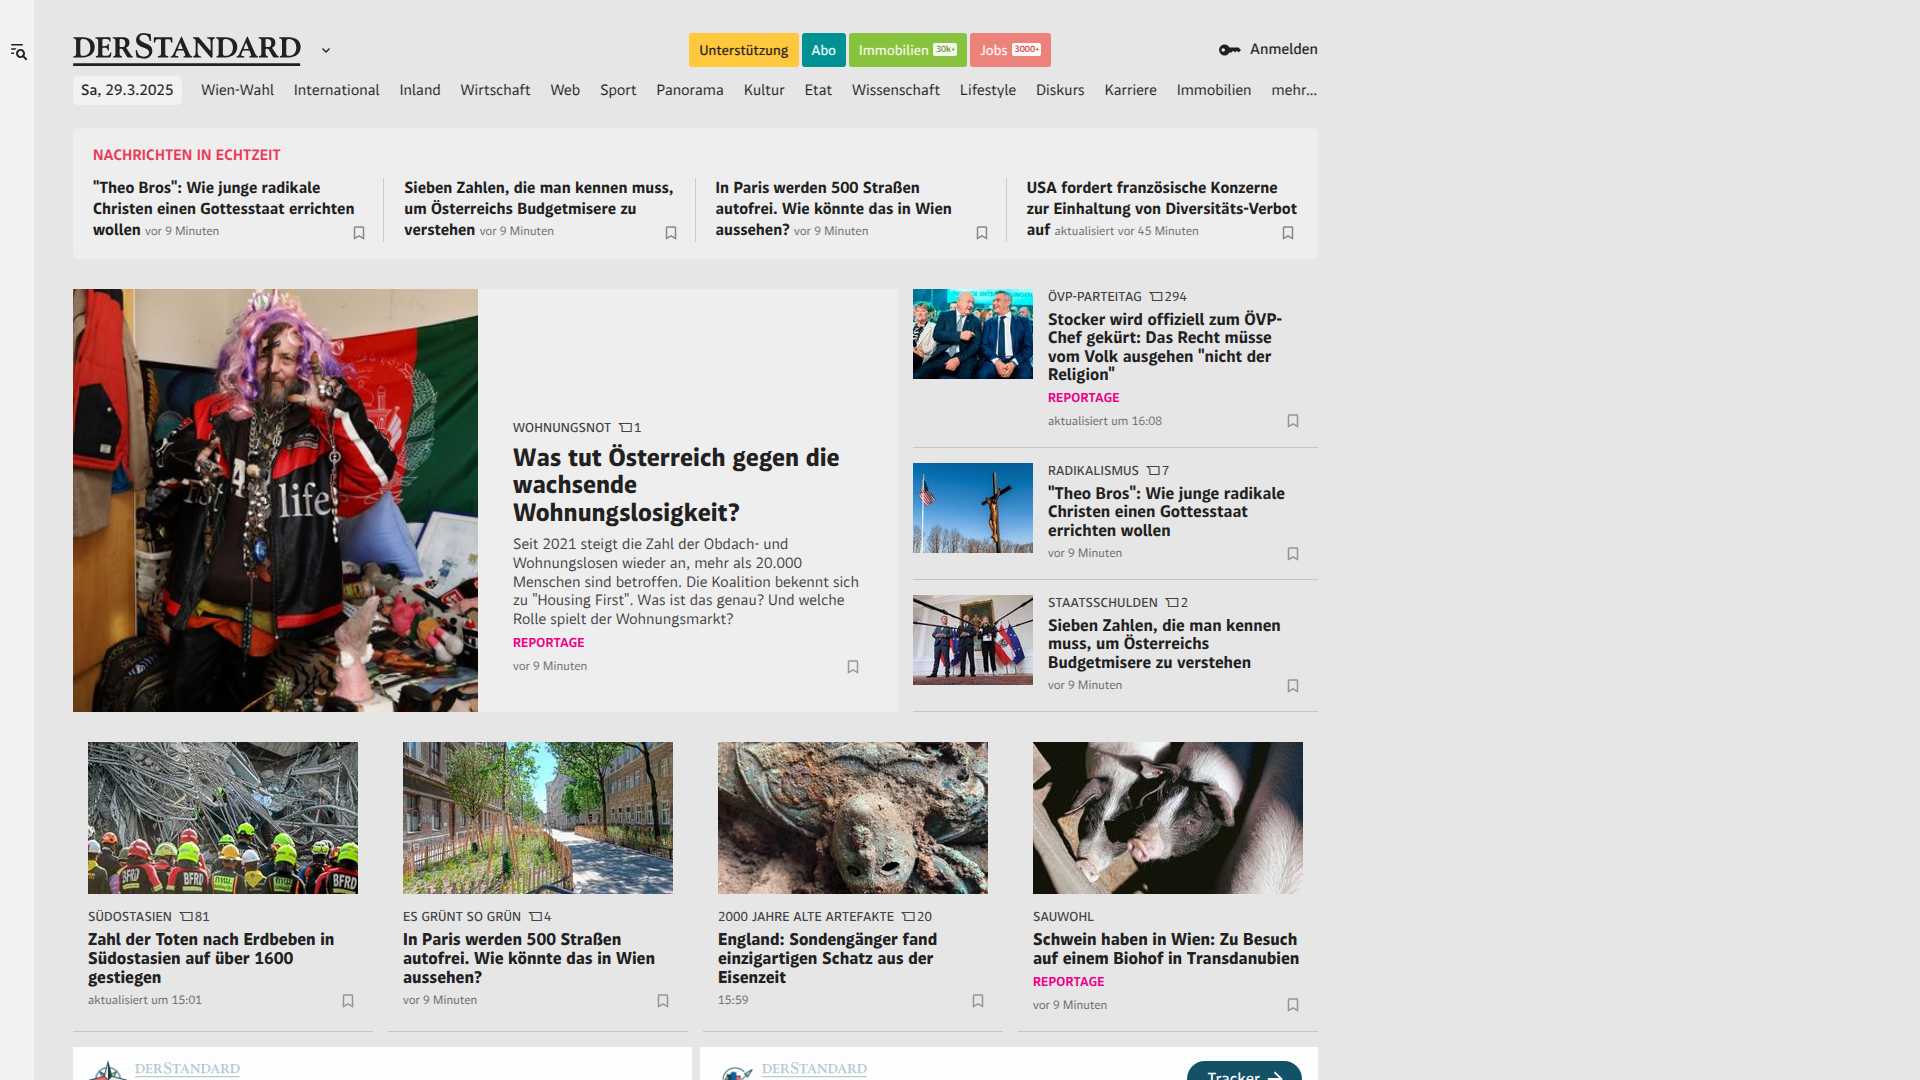 DERSTANDARD
Unterstützung
Abo
Immobilien 30k+
Jobs 3000+
Anmelden
Sa, 29.3.2025
Wien-Wahl
International
Inland
Wirtschaft
Web
Sport
Panorama
Kultur
Etat
Wissenschaft
Lifestyle
Diskurs
Karriere
Immobilien
mehr...
NACHRICHTEN IN ECHTZEIT
"Theo Bros": Wie junge radikale
Christen einen Gottesstaat errichten
wollen vor 9 Minuten
Sieben Zahlen, die man kennen muss,
um Österreichs Budgetmisere zu
verstehen vor 9 Minuten
In Paris werden 500 Straßen
autofrei. Wie könnte das in Wien
aussehen? vor 9 Minuten
USA fordert französische Konzerne
zur Einhaltung von Diversitäts-Verbot
auf aktualisiert vor 45 Minuten
life
WOHNUNGSNOT 1
Was tut Österreich gegen die
wachsende
Wohnungslosigkeit?
Seit 2021 steigt die Zahl der Obdach- und
Wohnungslosen wieder an, mehr als 20.000
Menschen sind betroffen. Die Koalition bekennt sich
zu "Housing First". Was ist das genau? Und welche
Rolle spielt der Wohnungsmarkt?
REPORTAGE
vor 9 Minuten
ÖVP-PARTEITAG 294
Stocker wird offiziell zum ÖVP-
Chef gekürt: Das Recht müsse
vom Volk ausgehen "nicht der
Religion"
REPORTAGE
aktualisiert um 16:08
RADIKALISMUS 7
"Theo Bros": Wie junge radikale
Christen einen Gottesstaat
errichten wollen
vor 9 Minuten
STAATSSCHULDEN 2
Sieben Zahlen, die man kennen
muss, um Österreichs
Budgetmisere zu verstehen
vor 9 Minuten
BFRD
BFRD
BFRD
SÜDOSTASIEN 81
Zahl der Toten nach Erdbeben in
Südostasien auf über 1600
gestiegen
aktualisiert um 15:01
ES GRÜNT SO GRÜN 4
In Paris werden 500 Straßen
autofrei. Wie könnte das in Wien
aussehen?
vor 9 Minuten
2000 JAHRE ALTE ARTEFAKTE 20
England: Sondengänger fand
einzigartigen Schatz aus der
Eisenzeit
15:59
SAUWOHL
Schwein haben in Wien: Zu Besuch
auf einem Biohof in Transdanubien
REPORTAGE
vor 9 Minuten
DERSTANDARD
DERSTANDARD
Tracker